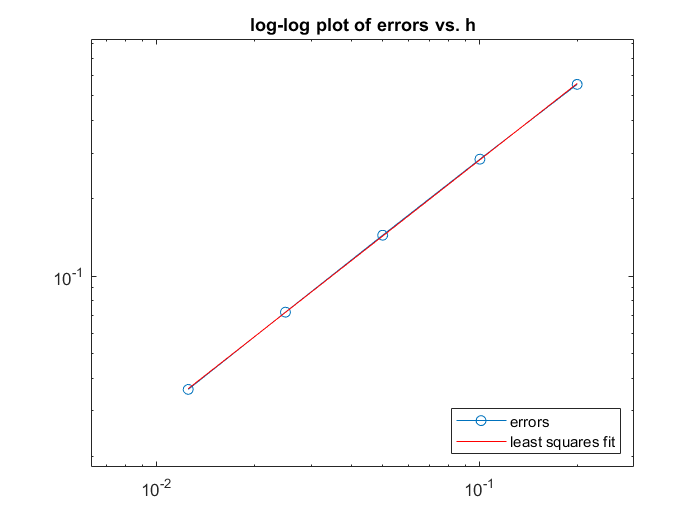 log-log plot of errors vs. h
10^-1
errors
least squares fit
10^-2
10^-1